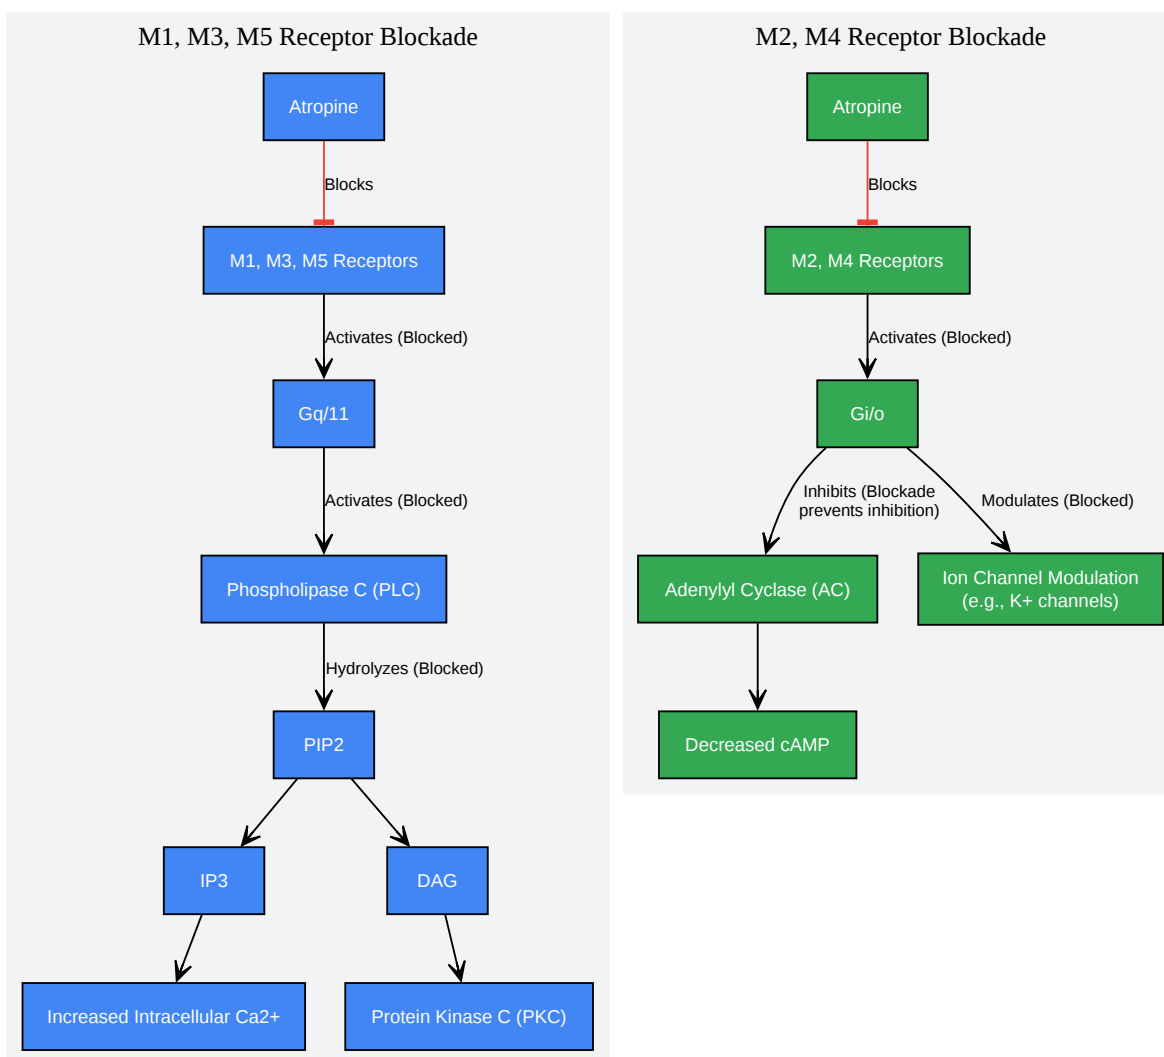 M1, M3, M5 Receptor Blockade
Atropine
Blocks
M1, M3, M5 Receptors
Activates (Blocked)
Gq/11
Activates (Blocked)
Phospholipase C (PLC)
Hydrolyzes (Blocked)
PIP2
IP3
DAG
Increased Intracellular Ca2+
Protein Kinase C (PKC)
M2, M4 Receptor Blockade
Atropine
Blocks
M2, M4 Receptors
Activates (Blocked)
Gi/o
Inhibits (Blockade
prevents inhibition)
Modulates (Blocked)
Adenylyl Cyclase (AC)
Ion Channel Modulation
(e.g., K+ channels)
Decreased cAMP